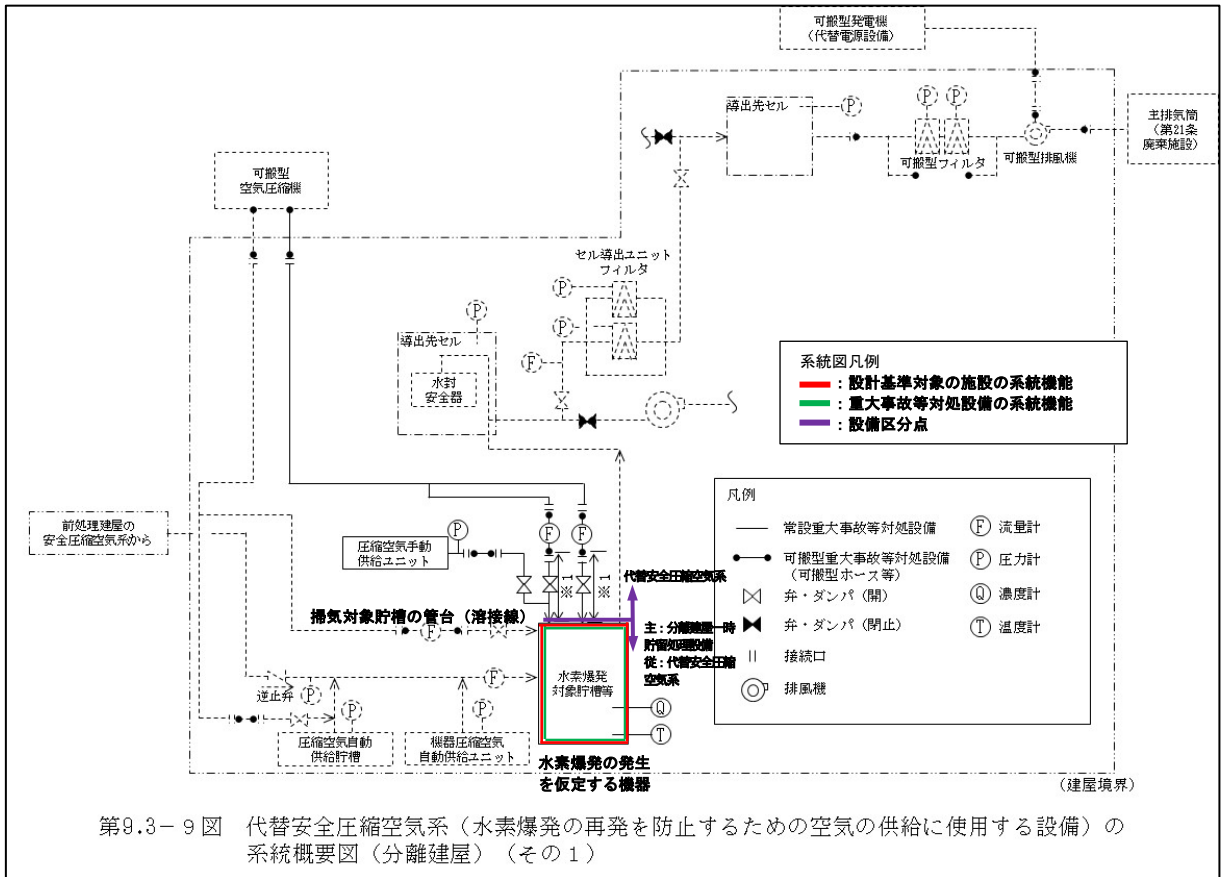 可搬型発電機
(代替電源設備)
導出先セル
P
P
P
主排気筒
(第21条
廃棄施設)
可搬型フィルタ
可搬型排風機
可搬型
空気圧縮機
セル導出ユニット
フィルタ
P
P
P
F
導出先セル
水封
安全器
系統図凡例
:設計基準対象の施設の系統機能
:重大事故等対処設備の系統機能
:設備区分点
凡例
常設重大事故等対処設備
可搬型重大事故等対処設備
(可搬型ホース等)
弁・ダンパ(開)
弁・ダンパ(閉止)
接続口
排風機
F 流量計
P 圧力計
Q 濃度計
T 温度計
前処理建屋の
安全圧縮空気系から
圧縮空気手動
供給ユニット
P
F
F
※1
※1
代替安全圧縮空気系
掃気対象貯槽の管台(溶接線)
F
主:分離建屋一時
貯留処理設備
従:代替安全圧縮
空気系
水素爆発
対象貯槽等
逆止弁
P
F
P
P
Q
T
圧縮空気自動
供給貯槽
機器圧縮空気
自動供給ユニット
水素爆発の発生
を仮定する機器
(建屋境界)
第9.3-9図 代替安全圧縮空気系(水素爆発の再発を防止するための空気の供給に使用する設備)の
系統概要図(分離建屋)(その1)